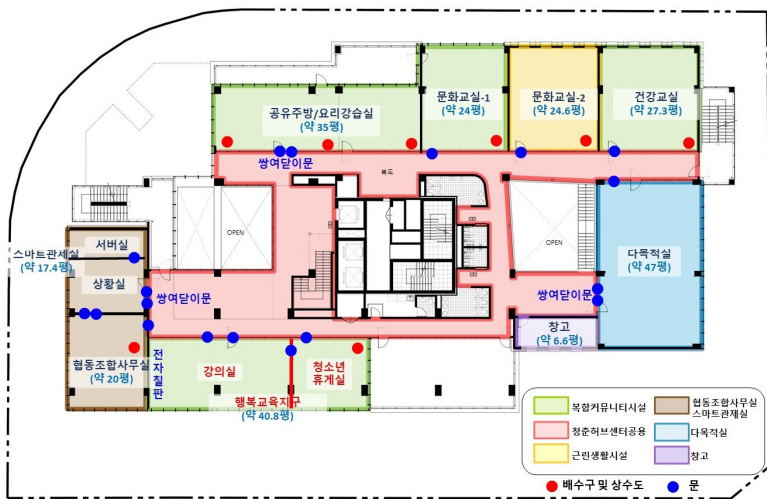 공유주방/요리강습실
(약 35평)
문화교실-1
(약 24평)
문화교실-2
(약 24.6평)
건강교실
(약 27.3평)
쌍여닫이문
복도
OPEN
OPEN
서버실
스마트관제실
(약 17.4평)
상황실
쌍여닫이문
다목적실
(약 47평)
쌍여닫이문
창고
(약 6.6평)
협동조합사무실
(약 20평)
전자칠판
강의실
청소년
휴게실
행복교육지구
(약 40.8평)
복합커뮤니티시설
협동조합사무실
스마트관제실
청춘허브센터공용
다목적실
근린생활시설
창고
배수구 및 상수도
문